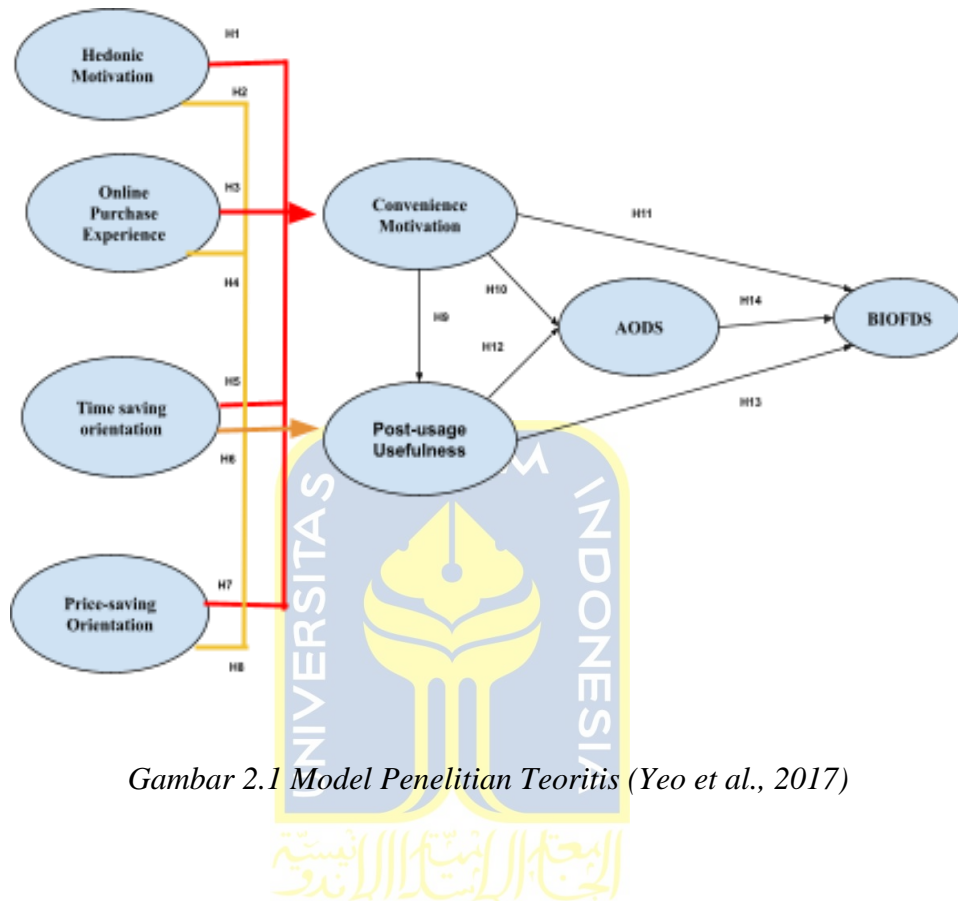 H1
Hedonic
Motivation
H2
Online
Purchase
Experience
H3
H4
Convenience
Motivation
H11
H10
H9
H12
AODS
H14
BIOFDS
H13
Time saving
orientation
H5
H6
Post-usage
Usefulness
Price-saving
Orientation
H7
H8
UNIVERSITAS
ISLAM
INDONESIA
Gambar 2.1 Model Penelitian Teoritis (Yeo et al., 2017)